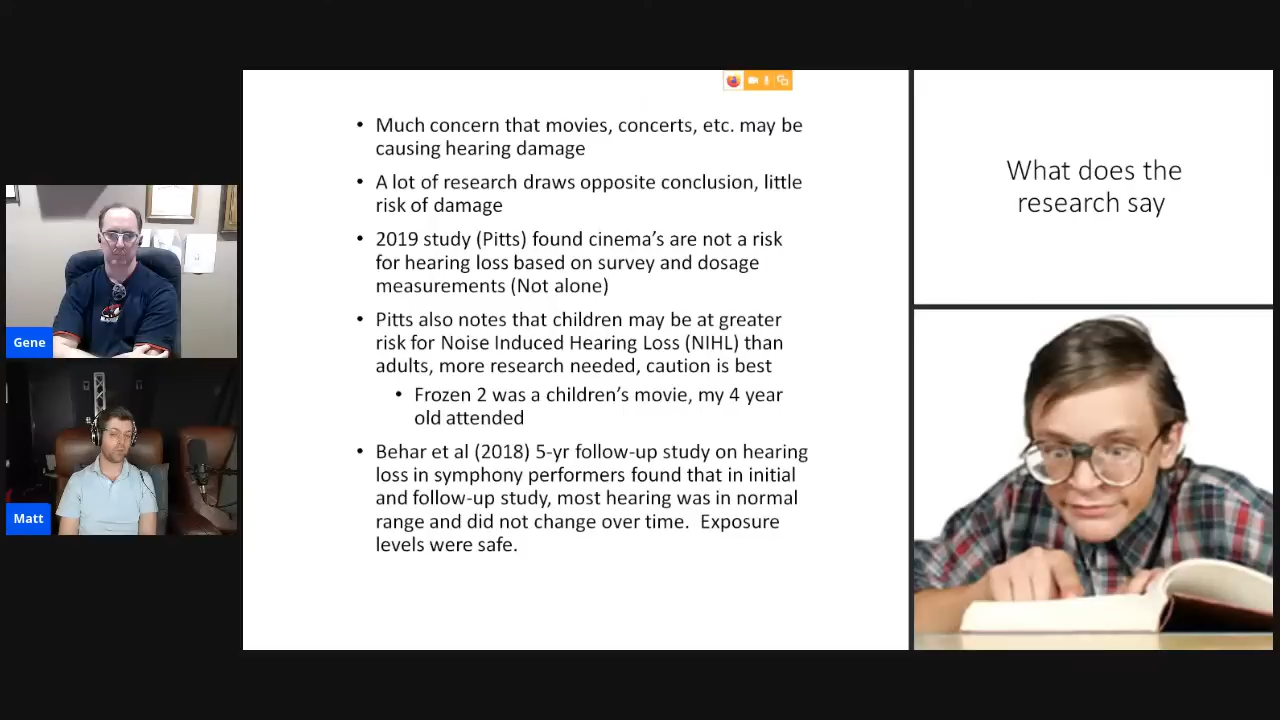 • Much concern that movies, concerts, etc. may be
causing hearing damage
• A lot of research draws opposite conclusion, little
risk of damage
• 2019 study (Pitts) found cinema’s are not a risk
for hearing loss based on survey and dosage
measurements (Not alone)
• Pitts also notes that children may be at greater
risk for Noise Induced Hearing Loss (NIHL) than
adults, more research needed, caution is best
• Frozen 2 was a children’s movie, my 4 year
old attended
• Behar et al (2018) 5-yr follow-up study on hearing
loss in symphony performers found that in initial
and follow-up study, most hearing was in normal
range and did not change over time.  Exposure
levels were safe.
What does the
research say
Gene
Matt